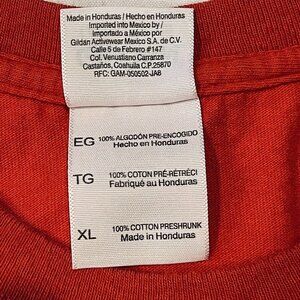 Made in Honduras / Hecho en Honduras
Imported into Mexico by /
Importado a México por
Gildan Activewear Mexico S.A. de C.V.
Calle 5 de Febrero #147
Col. Venustiano Carranza
Castaños, Coahuila C.P. 25870
RFC: GAM-050502-JA8
EG 100% ALGODÓN PRE-ENCOGIDO
Hecho en Honduras
TG 100% COTON PRÉ-RÉTRÉCI
Fabriqué au Honduras
XL 100% COTTON PRESHRUNK
Made in Honduras